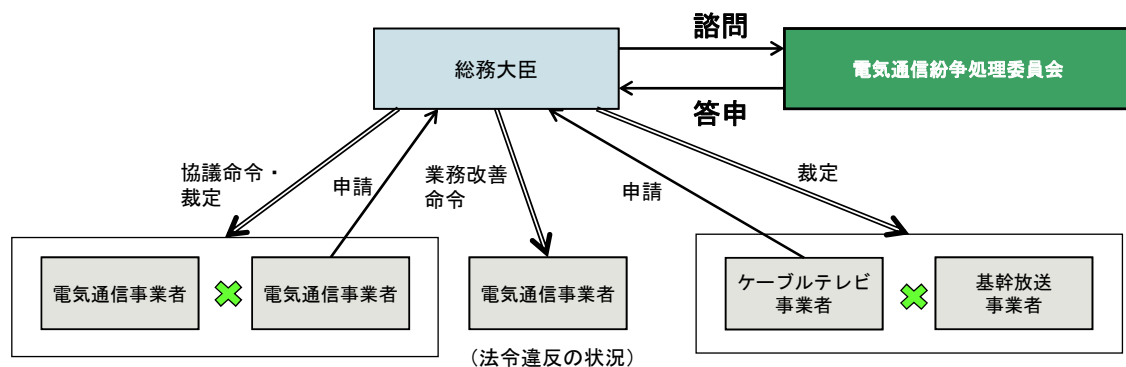 諮問
総務大臣
電気通信紛争処理委員会
答申
協議命令・
裁定
申請
業務改善
命令
申請
裁定
電気通信事業者
電気通信事業者
電気通信事業者
ケーブルテレビ
事業者
基幹放送
事業者
（法令違反の状況）